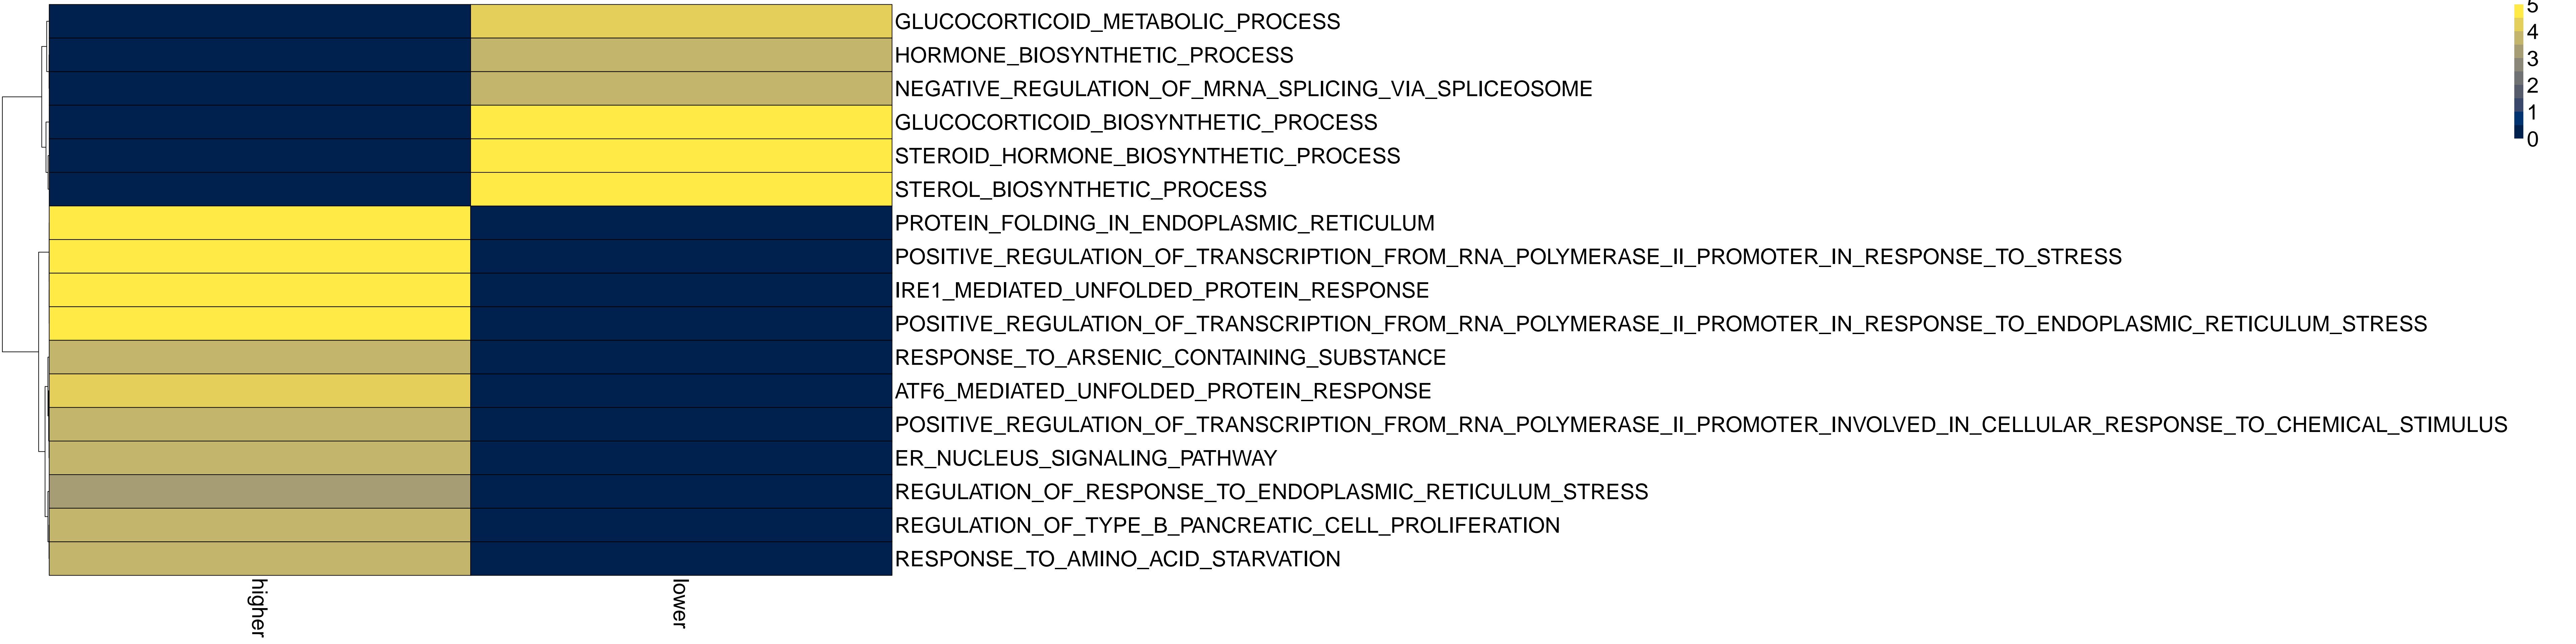 GLUCOCORTICOID_METABOLIC_PROCESS
HORMONE_BIOSYNTHETIC_PROCESS
NEGATIVE_REGULATION_OF_MRNA_SPLICING_VIA_SPLICEOSOME
GLUCOCORTICOID_BIOSYNTHETIC_PROCESS
STEROID_HORMONE_BIOSYNTHETIC_PROCESS
STEROL_BIOSYNTHETIC_PROCESS
PROTEIN_FOLDING_IN_ENDOPLASMIC_RETICULUM
POSITIVE_REGULATION_OF_TRANSCRIPTION_FROM_RNA_POLYMERASE_II_PROMOTER_IN_RESPONSE_TO_STRESS
IRE1_MEDIATED_UNFOLDED_PROTEIN_RESPONSE
POSITIVE_REGULATION_OF_TRANSCRIPTION_FROM_RNA_POLYMERASE_II_PROMOTER_IN_RESPONSE_TO_ENDOPLASMIC_RETICULUM_STRESS
RESPONSE_TO_ARSENIC_CONTAINING_SUBSTANCE
ATF6_MEDIATED_UNFOLDED_PROTEIN_RESPONSE
POSITIVE_REGULATION_OF_TRANSCRIPTION_FROM_RNA_POLYMERASE_II_PROMOTER_INVOLVED_IN_CELLULAR_RESPONSE_TO_CHEMICAL_STIMULUS
ER_NUCLEUS_SIGNALING_PATHWAY
REGULATION_OF_RESPONSE_TO_ENDOPLASMIC_RETICULUM_STRESS
REGULATION_OF_TYPE_B_PANCREATIC_CELL_PROLIFERATION
RESPONSE_TO_AMINO_ACID_STARVATION
higher
lower
5
4
3
2
1
0